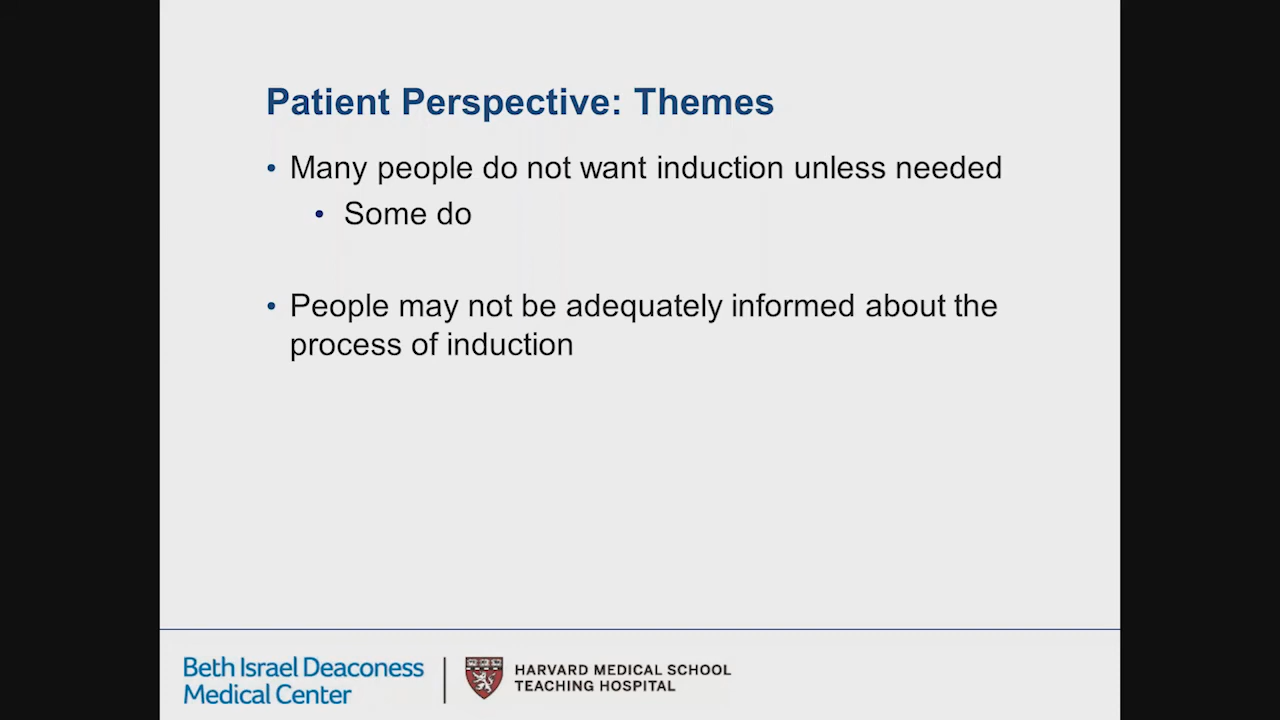 Patient Perspective: Themes
• Many people do not want induction unless needed
• Some do
• People may not be adequately informed about the
process of induction
Beth Israel Deaconess
Medical Center
HARVARD MEDICAL SCHOOL
TEACHING HOSPITAL